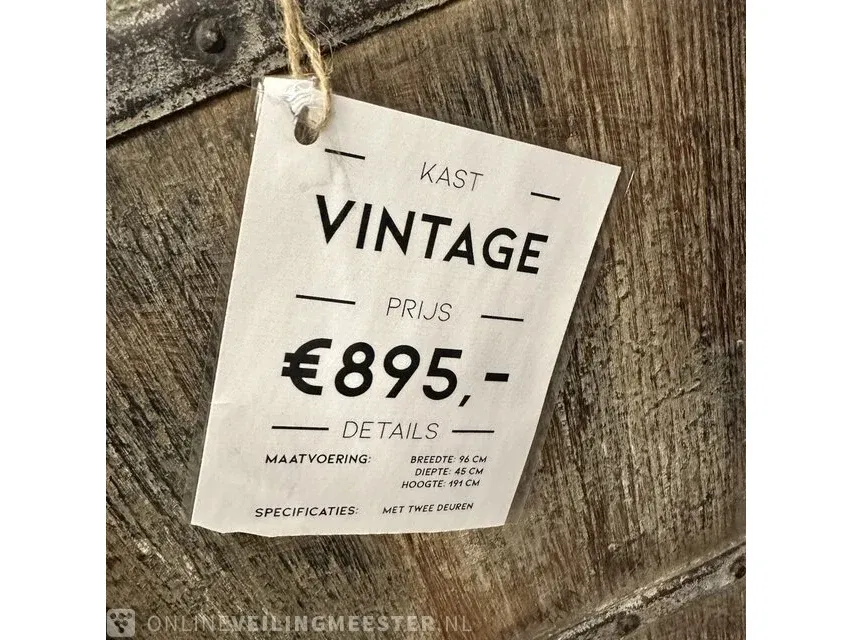 KAST
VINTAGE
PRIJS
€895,-
DETAILS
MAATVOERING: BREEDTE: 96 CM
DIEPTE: 45 CM
HOOGTE: 191 CM
SPECIFICATIES: MET TWEE DEUREN
ONLINEVEILINGMEESTER.NL